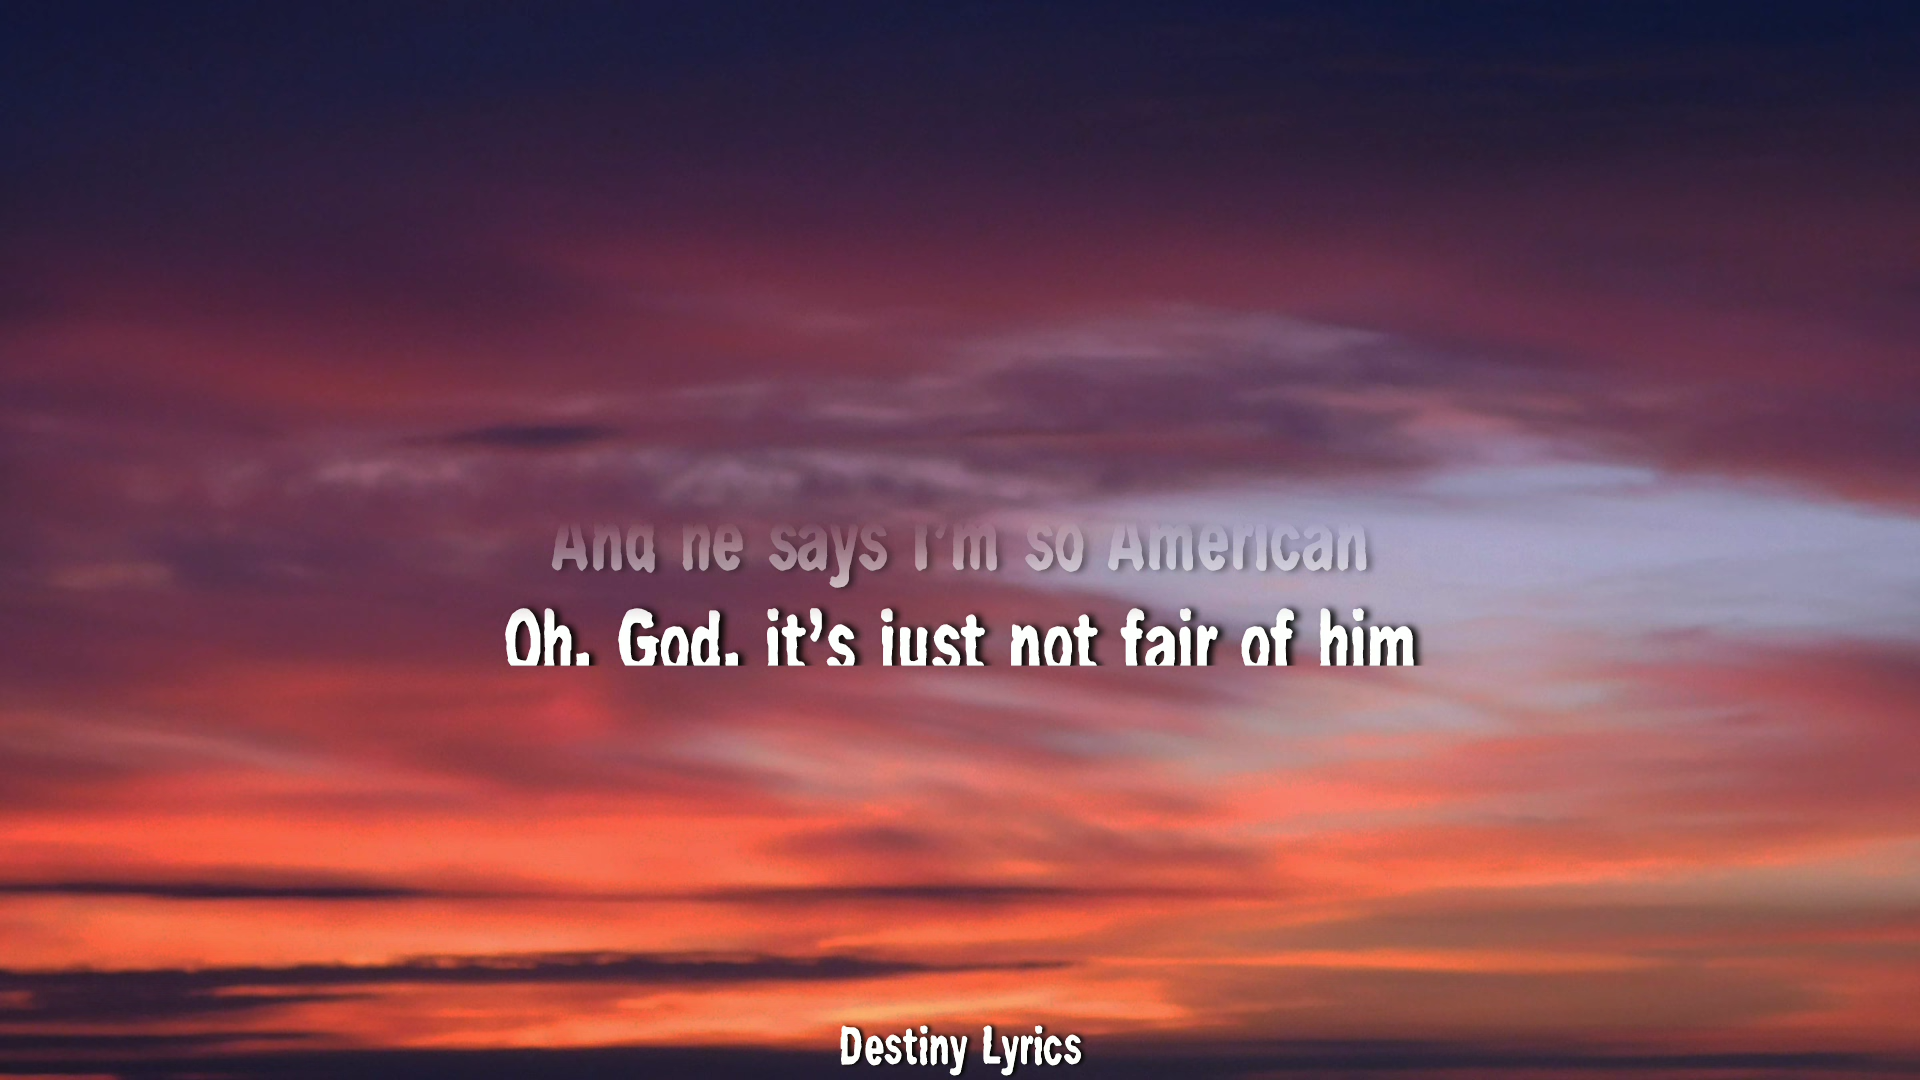 And he says I'm so American
Oh, God, it's just not fair of him
Destiny Lyrics